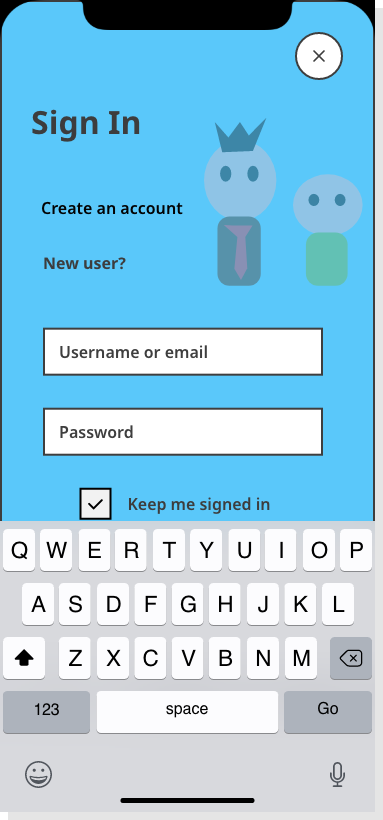 Sign In
Create an account
New user?
Username or email
Password
Keep me signed in
Q W E R T Y U I O P
A S D F G H J K L
Z X C V B N M
123 space Go